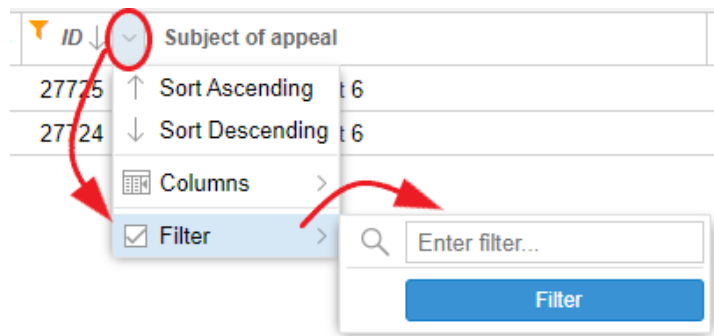 ID Subject of appeal
27725 t 6
27724 t 6
Sort Ascending
Sort Descending
Columns
Filter
Enter filter...
Filter